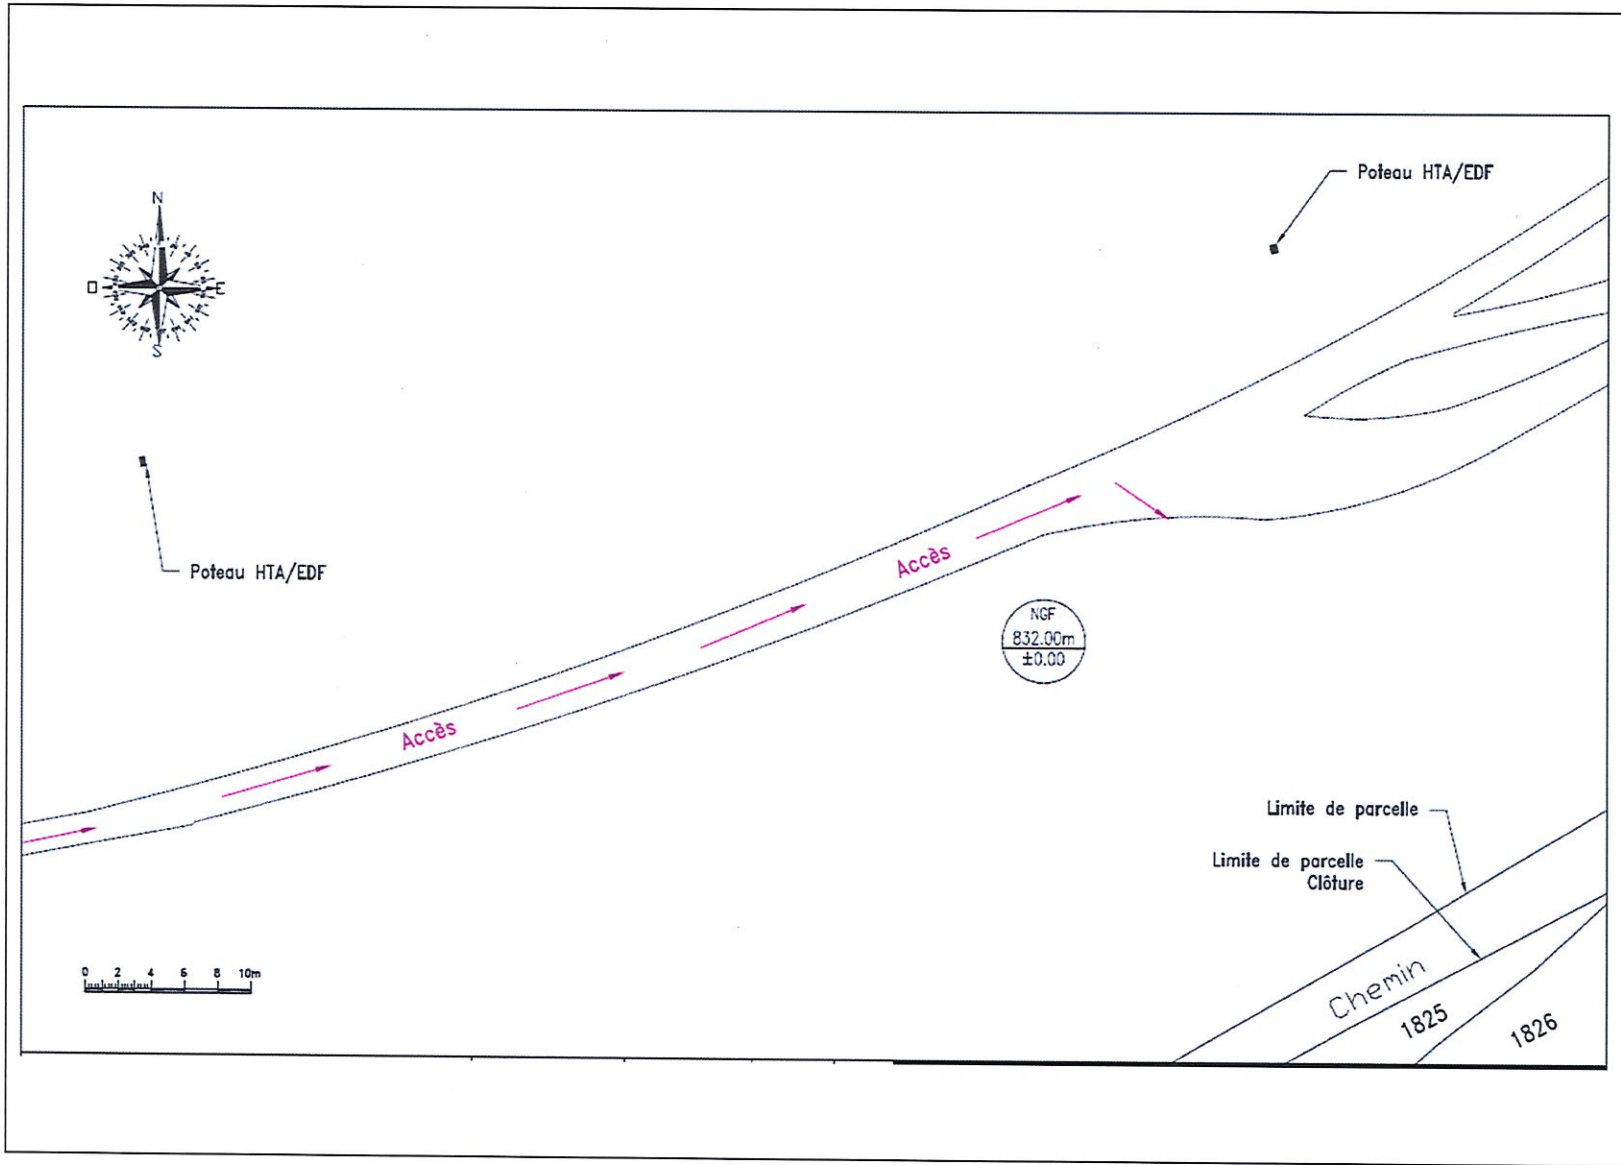 Poteau HTA/EDF
N
O
E
S
Poteau HTA/EDF
Accès
NGF
832.00m
±0.00
Accès
Limite de parcelle
Limite de parcelle
Clôture
0 2 4 6 8 10m
Chemin
1825
1826